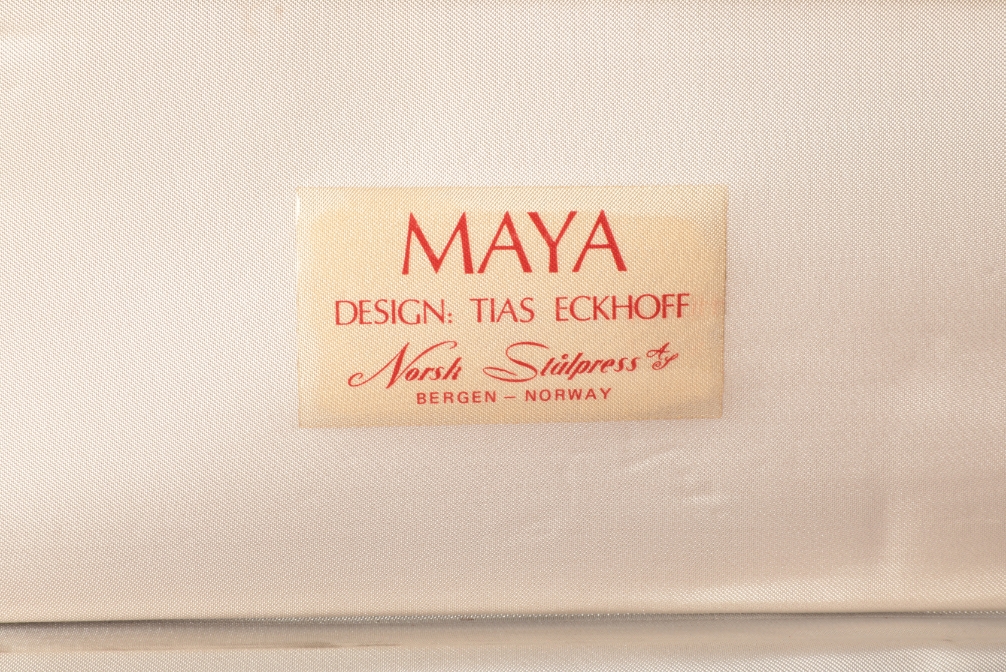 MAYA
DESIGN: TIAS ECKHOFF
Norsk Stålpress A/S
BERGEN – NORWAY